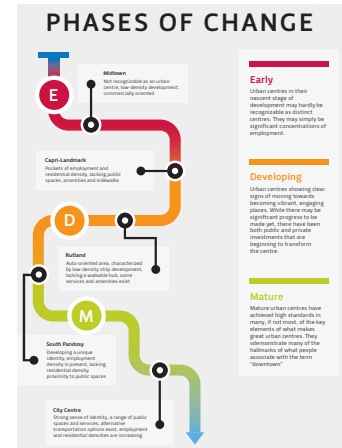 PHASES OF CHANGE
E
Midtown
Not recognizable as an urban
centre, low-density development,
commercially oriented
Capri-Landmark
Pockets of employment and
residential density, lacking public
spaces, amenities and sidewalks
D
Rutland
Auto-oriented area, characterized
by low-density strip development,
lacking a walkable hub, some
services and amenities exist
M
South Pandosy
Developing a unique
identity, employment
density is present, lacking
residential density
proximity to public spaces
City Centre
Strong sense of identity, a range of public
spaces and services, alternative
transportation options exist, employment
and residential densities are increasing
Early
Urban centres in their
nascent stage of
development may hardly be
recognizable as distinct
centres. They may simply be
significant concentrations of
employment.
Developing
Urban centres showing clear
signs of moving towards
becoming vibrant, engaging
places. While there may be
significant progress to be
made yet, there have been
both public and private
investments that are
beginning to transform
the centre.
Mature
Mature urban centres have
achieved high standards in
many, if not most, of the key
elements of what makes
great urban centres. They
vdemonstrate many of the
hallmarks of what people
associate with the term
"downtown"